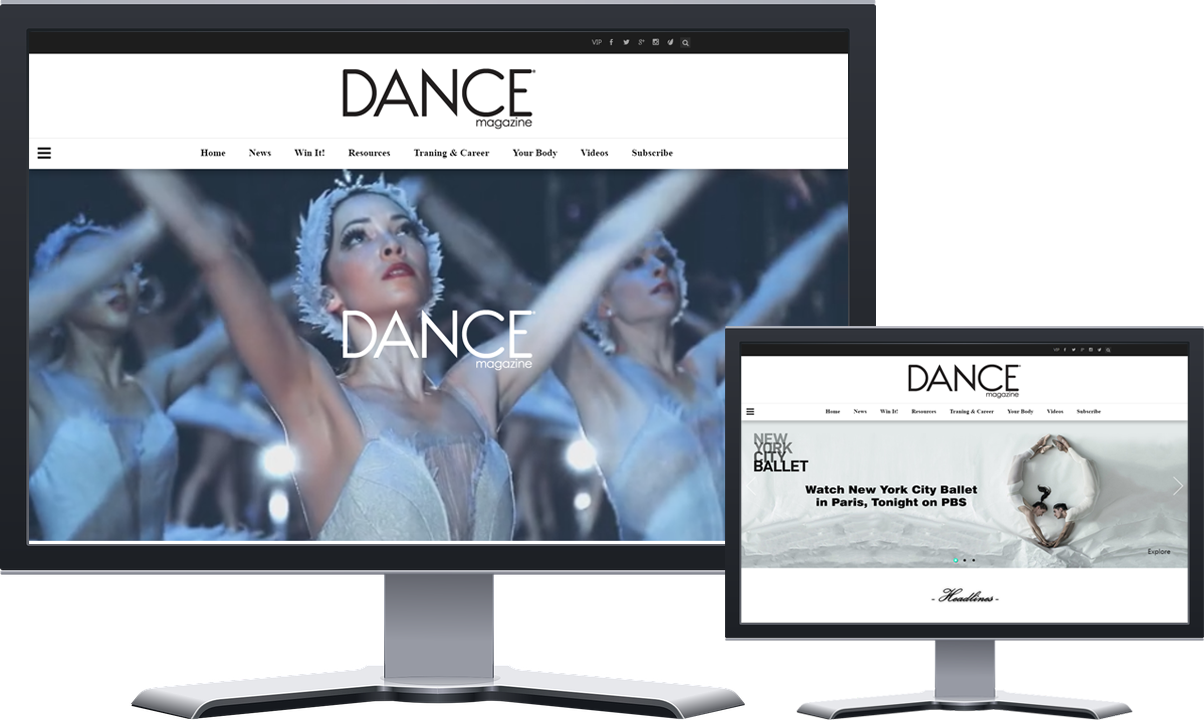 VIP
DANCE
magazine
Home News Win It! Resources Traning & Career Your Body Videos Subscribe
DANCE
magazine
VIP
DANCE
magazine
Home News Win It! Resources Traning & Career Your Body Videos Subscribe
NEW
YORK
CITY
BALLET
Watch New York City Ballet
in Paris, Tonight on PBS
Explore
- Headlines -